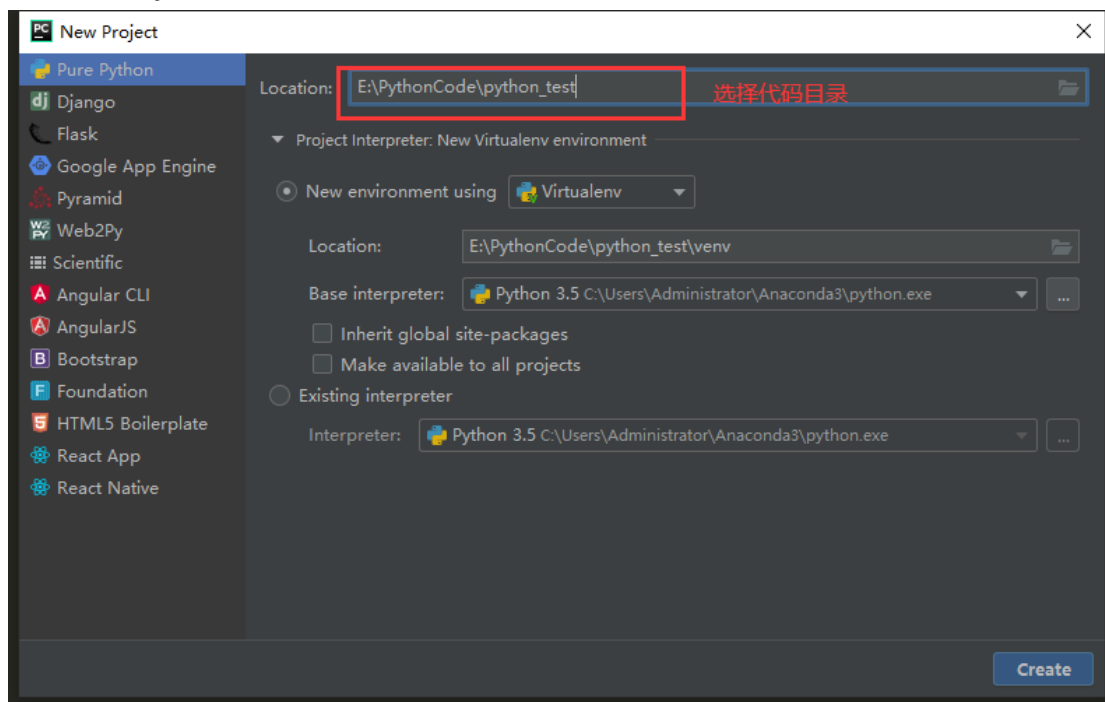 New Project
Pure Python
Django
Flask
Google App Engine
Pyramid
Web2Py
Scientific
Angular CLI
AngularJS
Bootstrap
Foundation
HTML5 Boilerplate
React App
React Native
Location: E:\PythonCode\python_test 选择代码目录
Project Interpreter: New Virtualenv environment
New environment using Virtualenv
Location: E:\PythonCode\python_test\venv
Base interpreter: Python 3.5 C:\Users\Administrator\Anaconda3\python.exe ...
Inherit global site-packages
Make available to all projects
Existing interpreter
Interpreter: Python 3.5 C:\Users\Administrator\Anaconda3\python.exe ...
Create